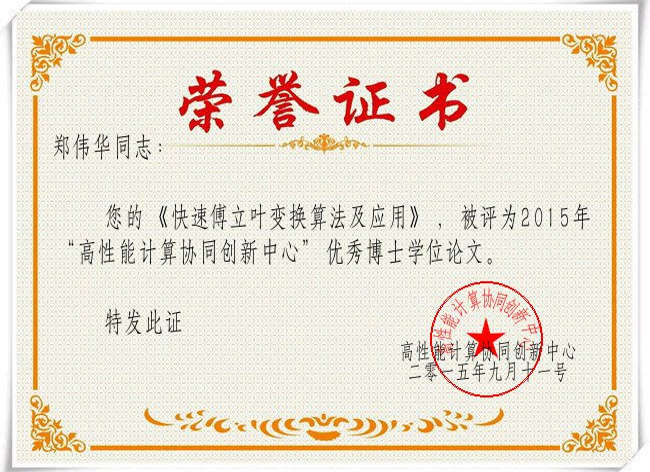 荣誉证书
郑伟华同志：
您的《快速傅立叶变换算法及应用》，被评为2015年
“高性能计算协同创新中心”优秀博士学位论文。
特发此证
高性能计算协同创新中心
高性能计算协同创新中心
二零一五年九月十一号